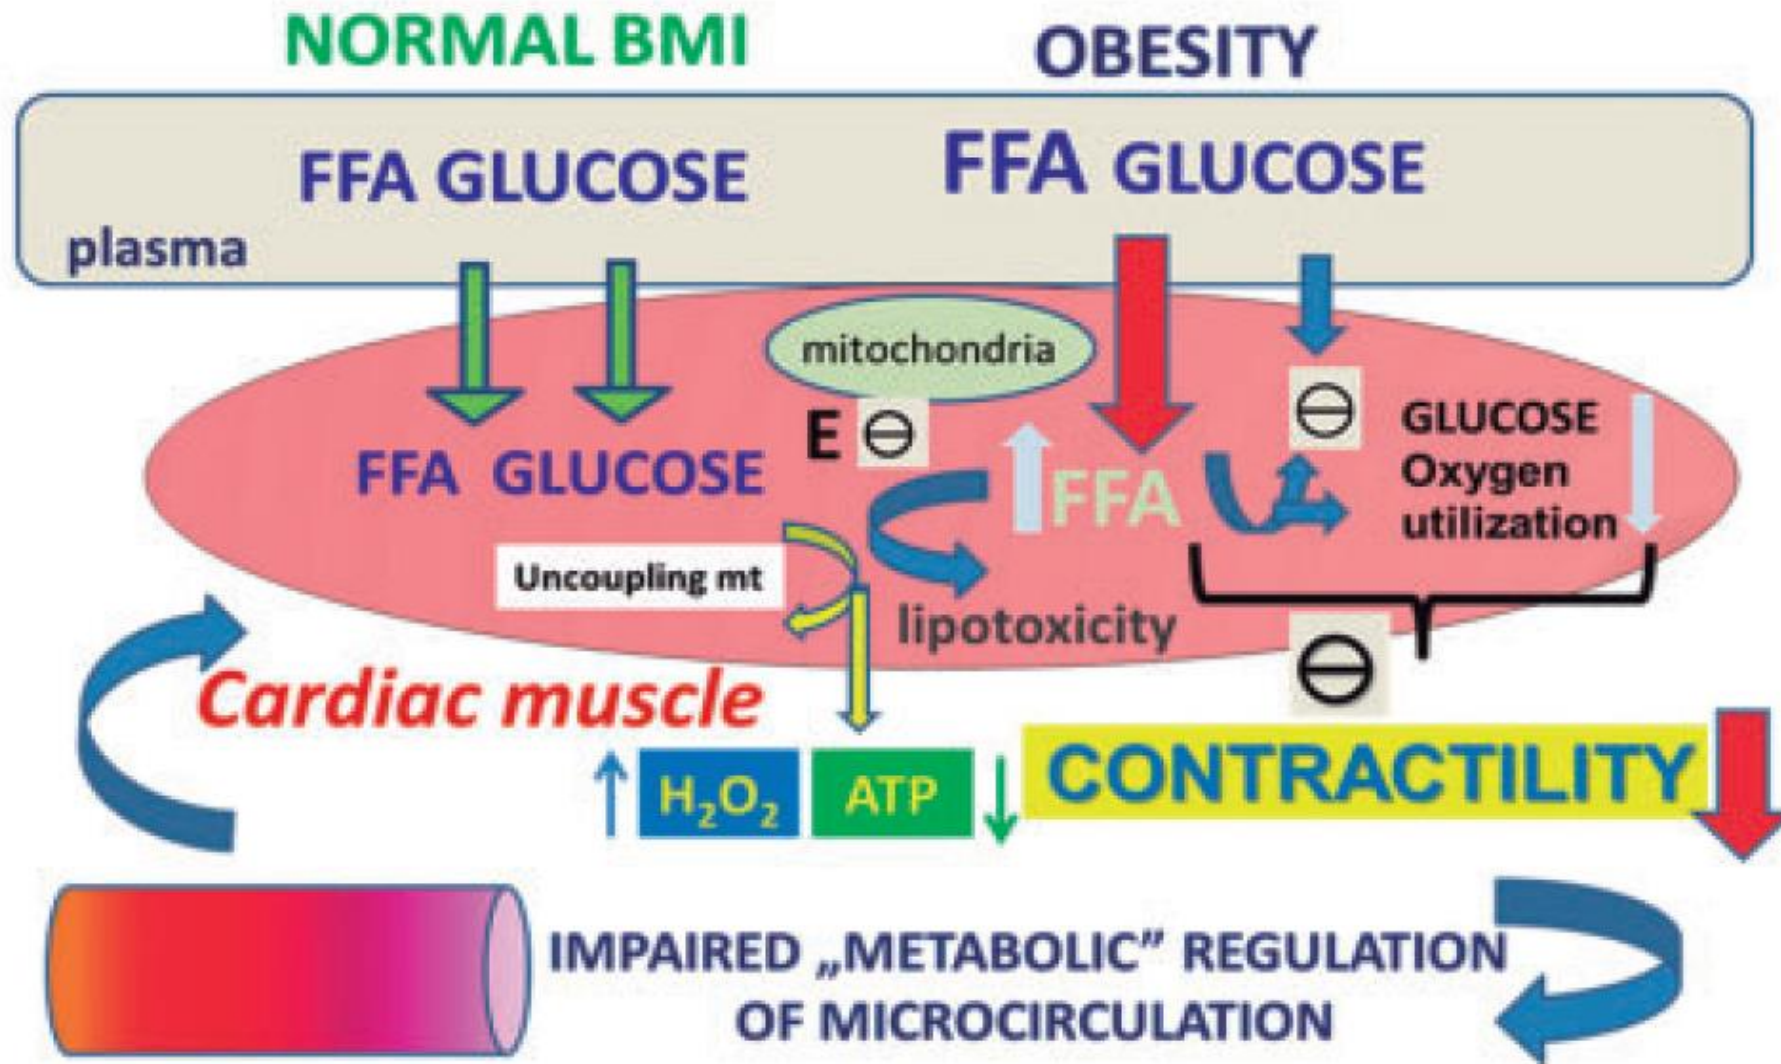 NORMAL BMI
OBESITY
FFA GLUCOSE
FFA GLUCOSE
plasma
mitochondria
E ⊖
⊖
FFA GLUCOSE
FFA
GLUCOSE
Oxygen
utilization
Uncoupling mt
lipotoxicity
⊖
Cardiac muscle
H₂O₂
ATP
CONTRACTILITY
IMPAIRED „METABOLIC” REGULATION
OF MICROCIRCULATION